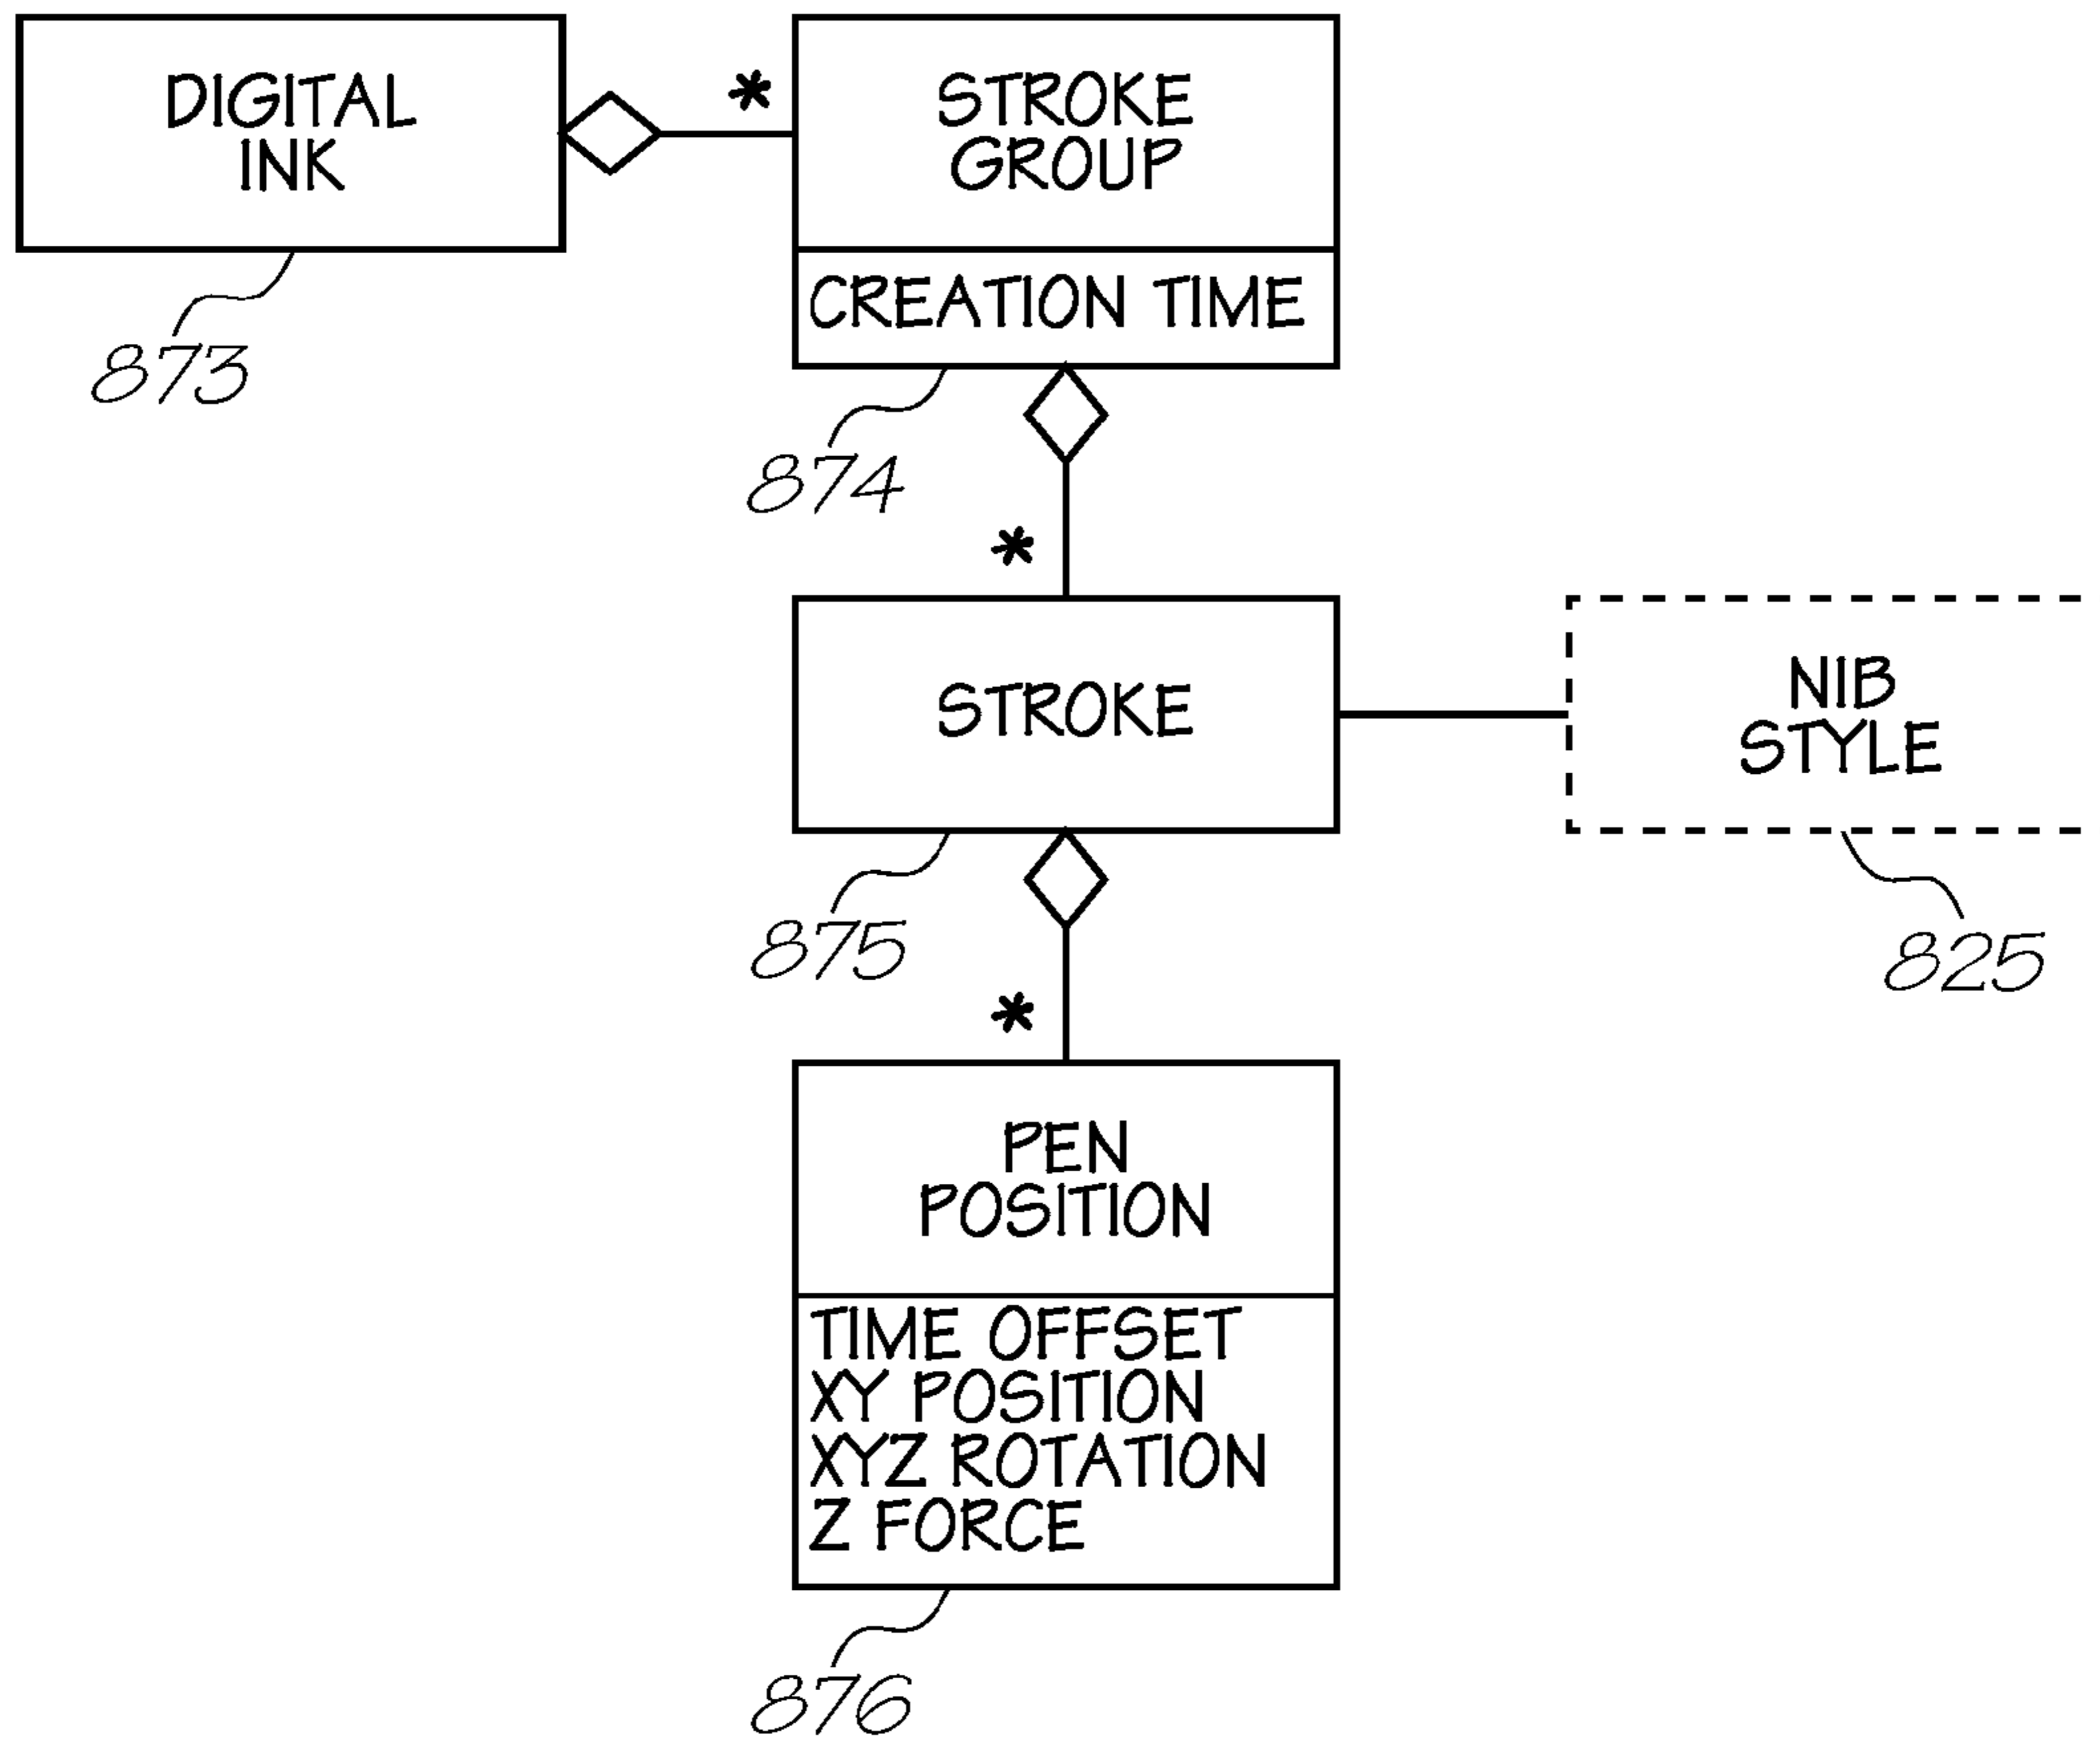 DIGITAL
INK
*
STROKE
GROUP
CREATION TIME
873
874
*
STROKE
NIB
STYLE
875
825
*
PEN
POSITION
TIME OFFSET
XY POSITION
XYZ ROTATION
Z FORCE
876